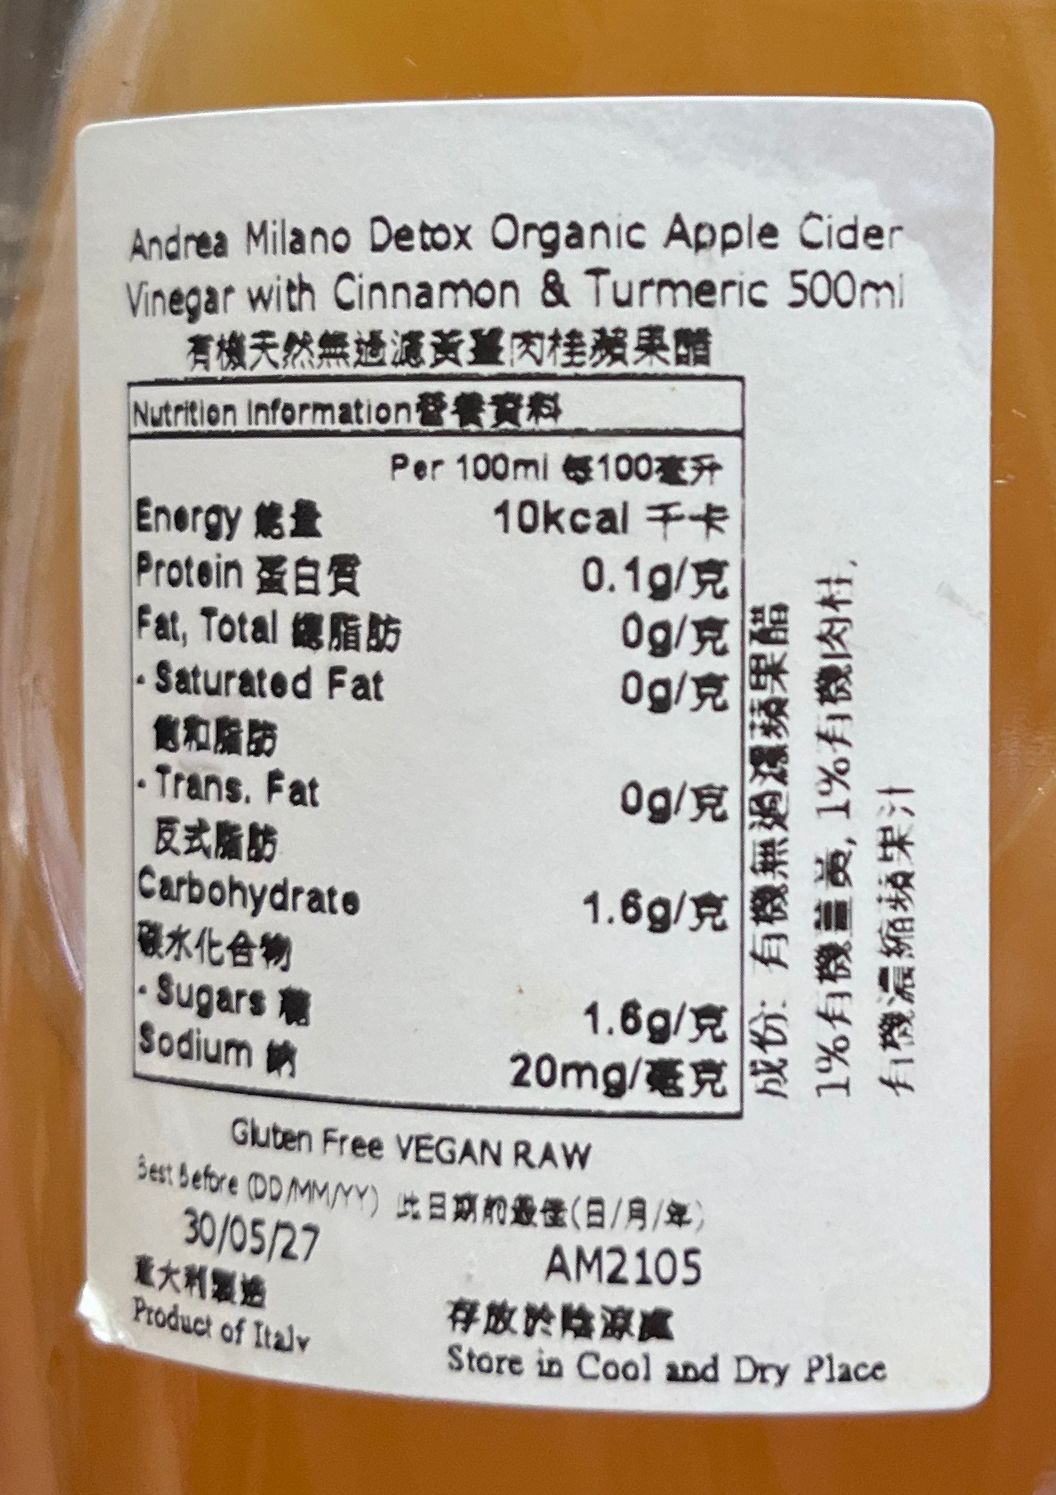 Andrea Milano Detox Organic Apple Cider
Vinegar with Cinnamon & Turmeric 500ml
有機天然無過濾黃薑肉桂蘋果醋
Nutrition Information營養資料
Per 100ml 每100毫升
Energy 能量 10kcal 千卡
Protein 蛋白質 0.1g/克
Fat, Total 總脂肪 0g/克
- Saturated Fat 0g/克
飽和脂肪
- Trans. Fat 0g/克
反式脂肪
Carbohydrate 1.6g/克
碳水化合物
- Sugars 糖 1.6g/克
Sodium 鈉 20mg/毫克
成份: 有機無過濾蘋果醋
1%有機薑黃, 1%有機肉桂,
有機濃縮蘋果汁
Gluten Free VEGAN RAW
Best Before (DD/MM/YY) 此日期前最佳(日/月/年)
30/05/27
AM2105
意大利製造
Product of Italy
存放於陰涼處
Store in Cool and Dry Place